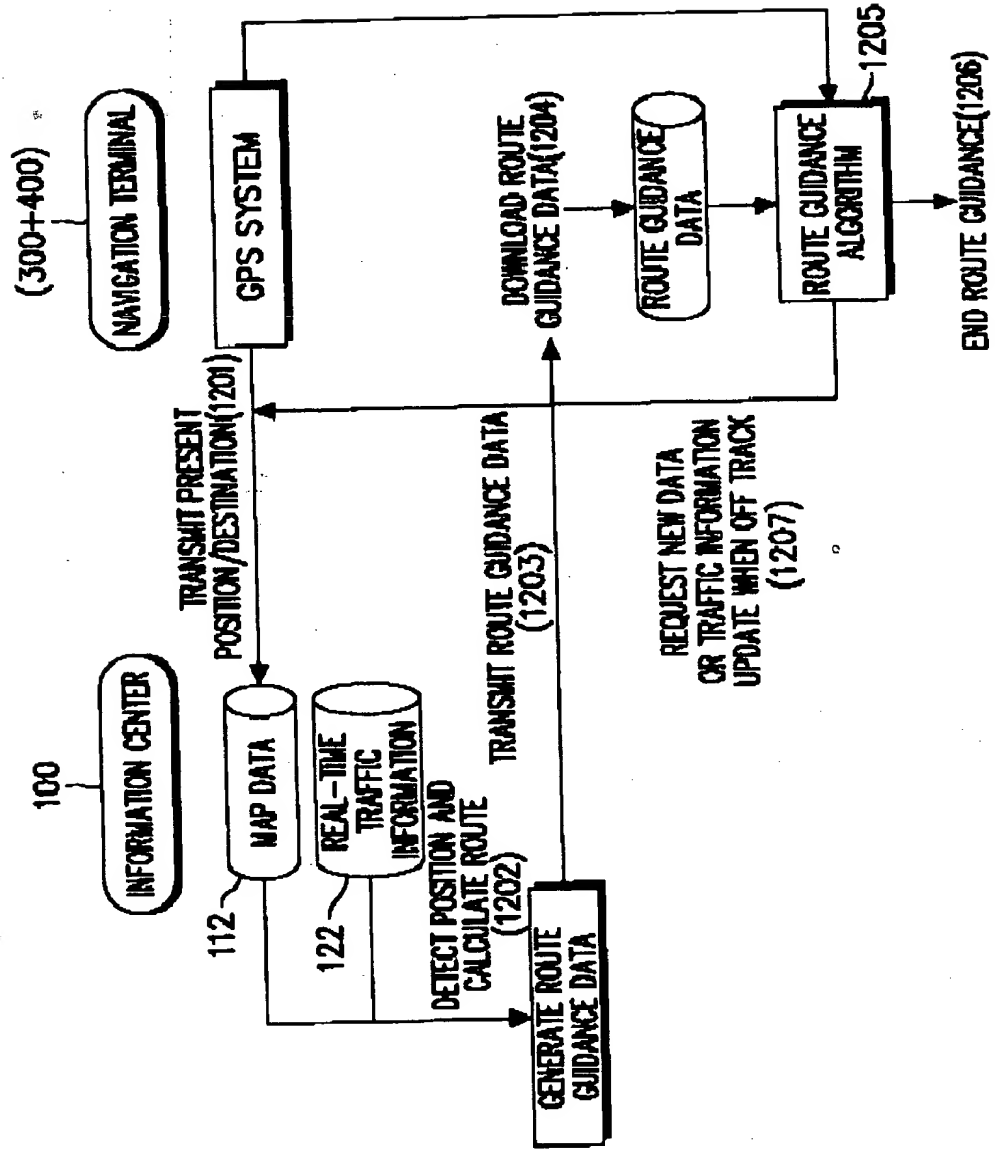 100
INFORMATION CENTER
(300+400)
NAVIGATION TERMINAL
112
MAP DATA
TRANSMIT PRESENT
POSITION/DESTINATION(1201)
GPS SYSTEM
122
REAL-TIME
TRAFFIC
INFORMATION
DETECT POSITION AND
CALCULATE ROUTE
(1202)
GENERATE ROUTE
GUIDANCE DATA
TRANSMIT ROUTE GUIDANCE DATA
(1203)
DOWNLOAD ROUTE
GUIDANCE DATA(1204)
ROUTE GUIDANCE
DATA
REQUEST NEW DATA
OR TRAFFIC INFORMATION
UPDATE WHEN OFF TRACK
(1207)
ROUTE GUIDANCE
ALGORITHM
1205
END ROUTE GUIDANCE(1206)